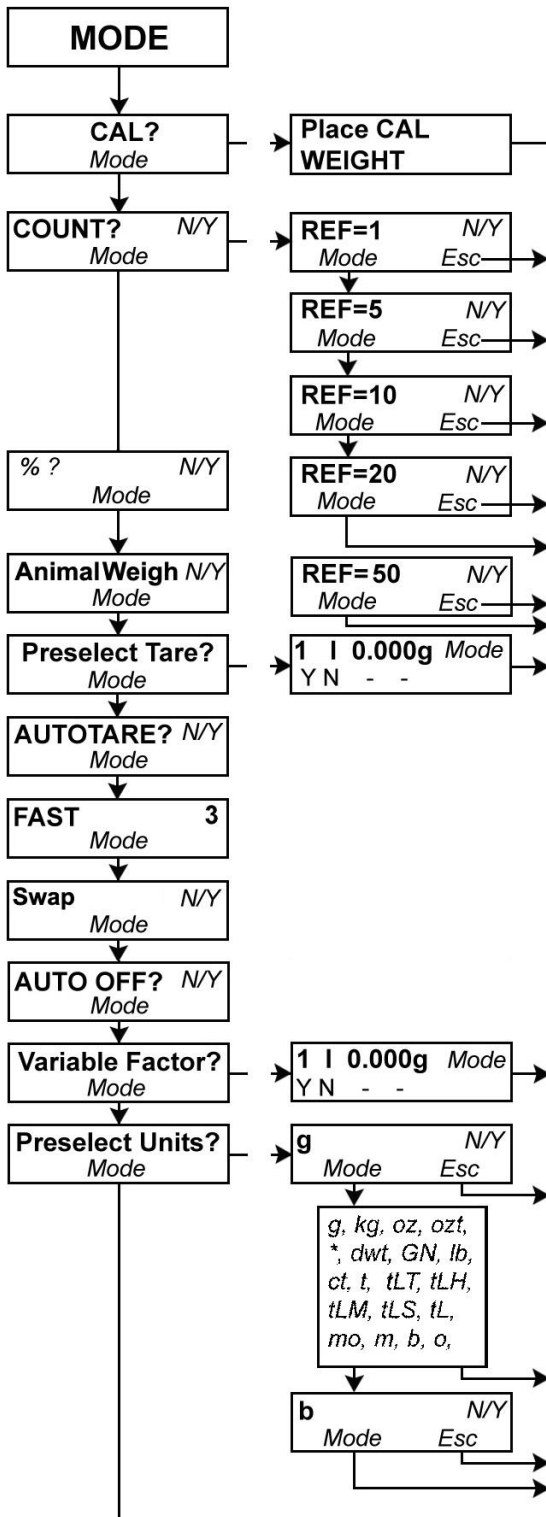 MODE
CAL?
Mode
Place CAL
WEIGHT
COUNT? N/Y
Mode
REF=1 N/Y
Mode Esc
REF=5 N/Y
Mode Esc
REF=10 N/Y
Mode Esc
REF=20 N/Y
Mode Esc
% ? N/Y
Mode
AnimalWeigh N/Y
Mode
REF=50 N/Y
Mode Esc
Preselect Tare?
Mode
1 I 0.000g Mode
Y N - -
AUTOTARE? N/Y
Mode
FAST 3
Mode
Swap N/Y
Mode
AUTO OFF? N/Y
Mode
Variable Factor?
Mode
1 I 0.000g Mode
Y N - -
Preselect Units?
Mode
g N/Y
Mode Esc
g, kg, oz, ozt,
*, dwt, GN, lb,
ct, t, tLT, tLH,
tLM, tLS, tL,
mo, m, b, o,
b N/Y
Mode Esc